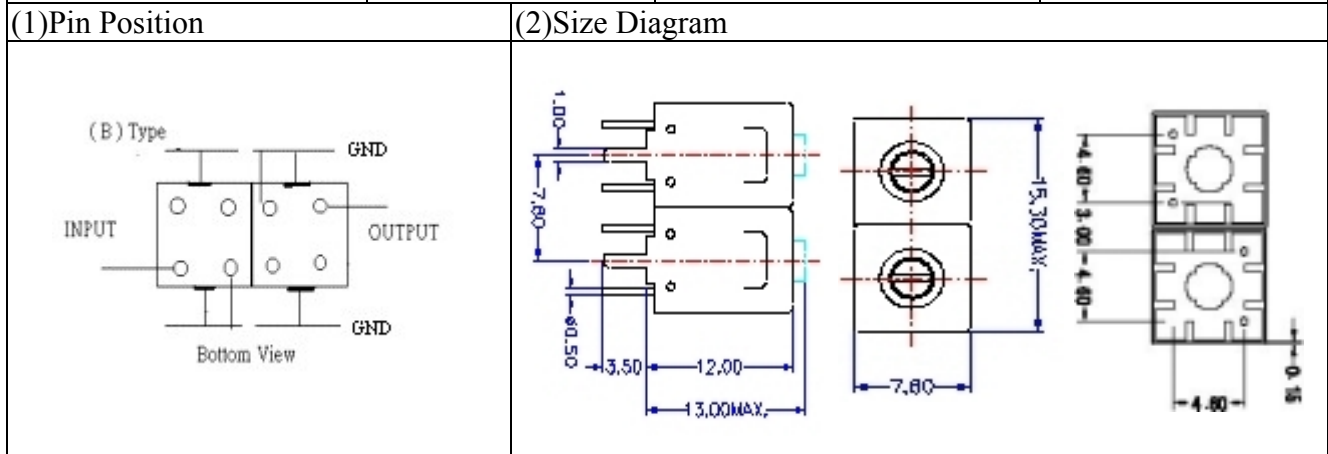 (1)Pin Position
(2)Size Diagram
(B) Type
GND
INPUT
OUTPUT
GND
Bottom View
1.00
7.60
ø0.50
3.50
12.00
13.00MAX.
15.30MAX.
7.60
4.60
3.00
4.60
0.15
4.60